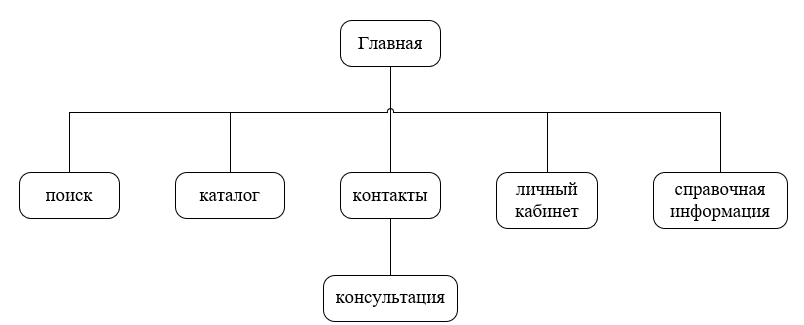 Главная
поиск
каталог
контакты
личный
кабинет
справочная
информация
консультация